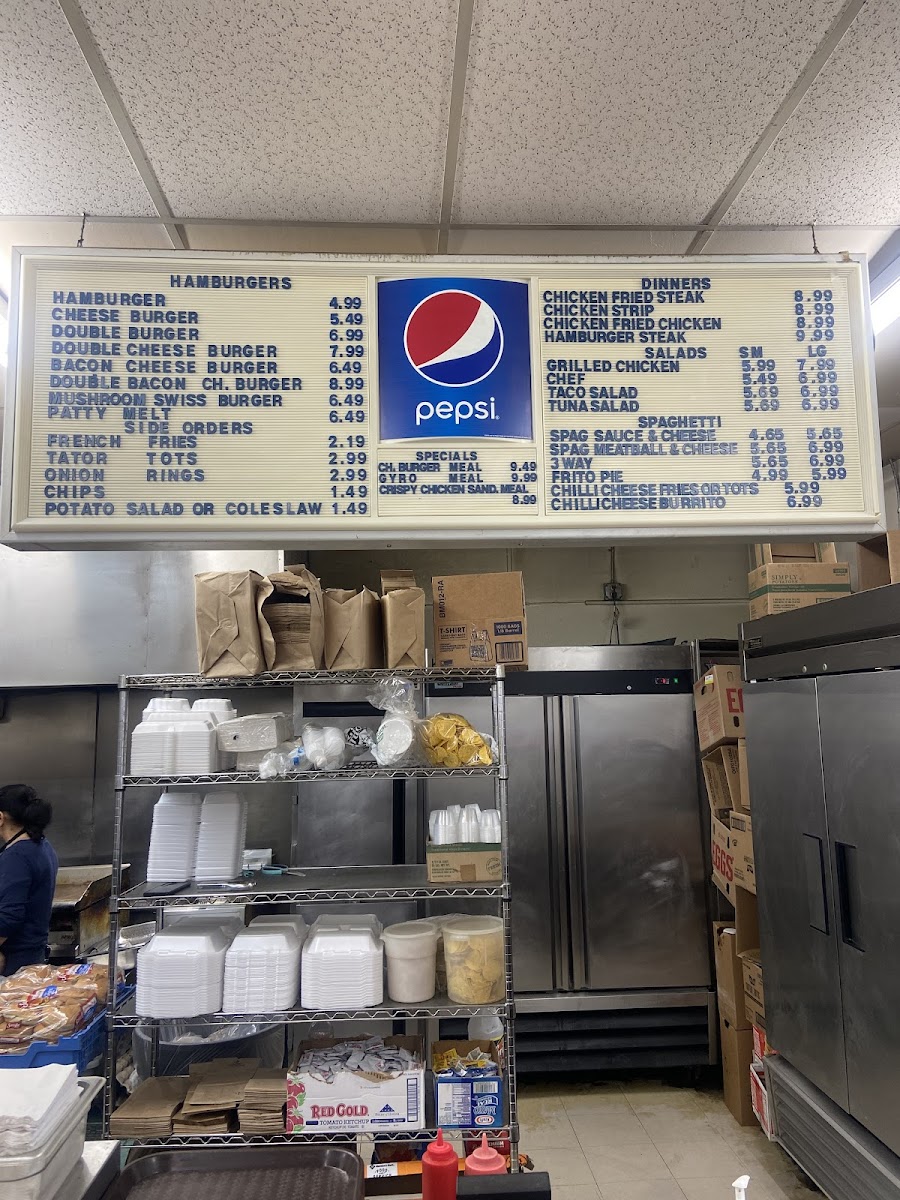 HAMBURGERS
HAMBURGER 4.99
CHEESE BURGER 5.49
DOUBLE BURGER 6.99
DOUBLE CHEESE BURGER 7.99
BACON CHEESE BURGER 6.49
DOUBLE BACON CH. BURGER 8.99
MUSHROOM SWISS BURGER 6.49
PATTY MELT 6.49
SIDE ORDERS
FRENCH FRIES 2.19
TATOR TOTS 2.99
ONION RINGS 2.99
CHIPS 1.49
POTATO SALAD OR COLESLAW 1.49
pepsi
SPECIALS
CH. BURGER MEAL 9.49
GYRO MEAL 9.99
CRISPY CHICKEN SAND. MEAL
8.99
DINNERS
CHICKEN FRIED STEAK 8.99
CHICKEN STRIP 8.99
CHICKEN FRIED CHICKEN 8.99
HAMBURGER STEAK 9.99
SALADS SM LG
GRILLED CHICKEN 5.99 7.99
CHEF 5.49 6.99
TACO SALAD 5.69 6.99
TUNA SALAD 5.69 6.99
SPAGHETTI
SPAG SAUCE & CHEESE 4.65 5.65
SPAG MEATBALL & CHEESE 5.65 6.99
3 WAY 5.65 6.99
FRITO PIE 4.99 5.99
CHILLI CHEESE FRIES OR TOTS 5.99
CHILLI CHEESE BURRITO 6.99
BM012-RA
T-SHIRT
1000 BAGS
1/6 Barrel
SIMPLY
EGGS
RED GOLD
TOMATO KETCHUP